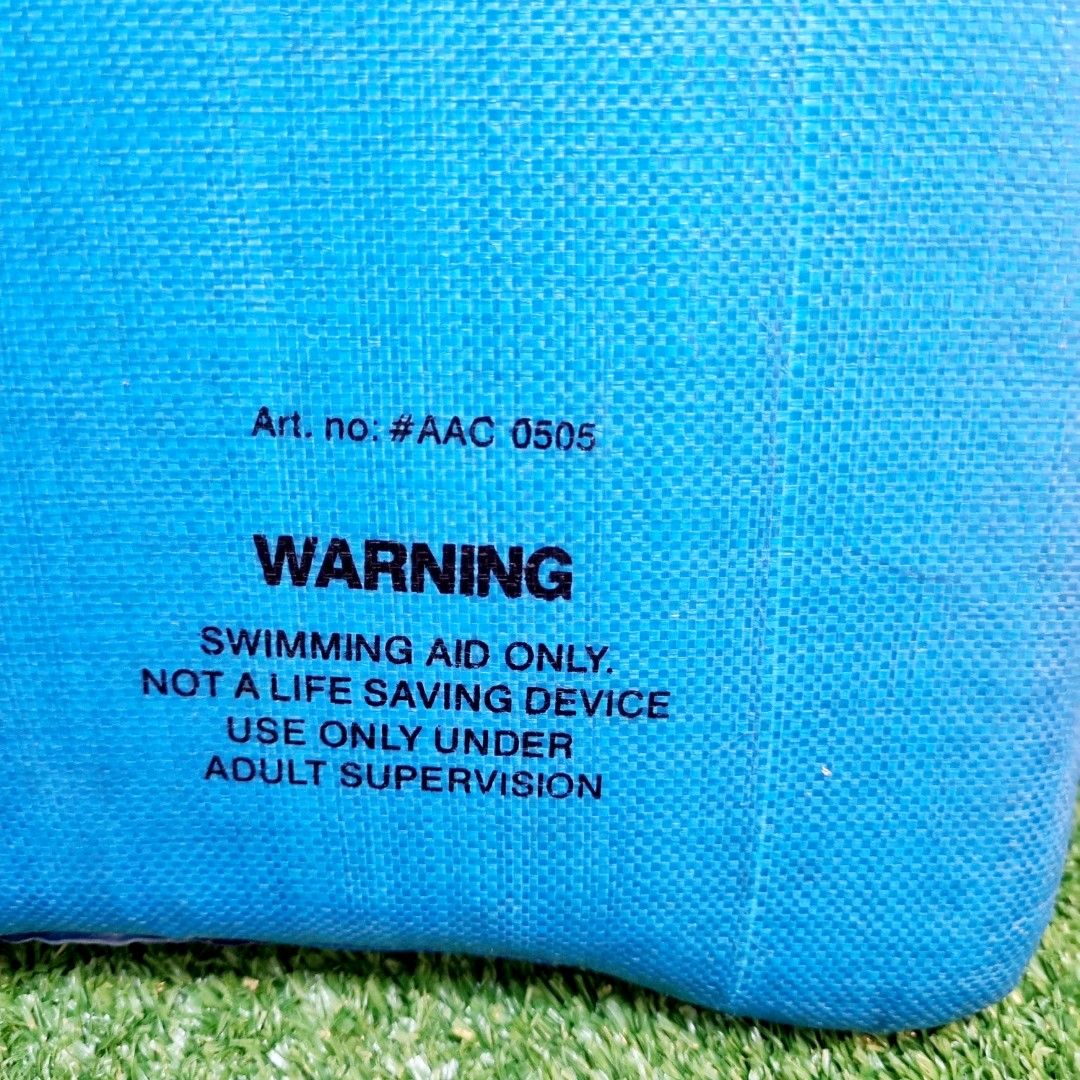 Art. no: #AAC 0505
WARNING
SWIMMING AID ONLY.
NOT A LIFE SAVING DEVICE
USE ONLY UNDER
ADULT SUPERVISION